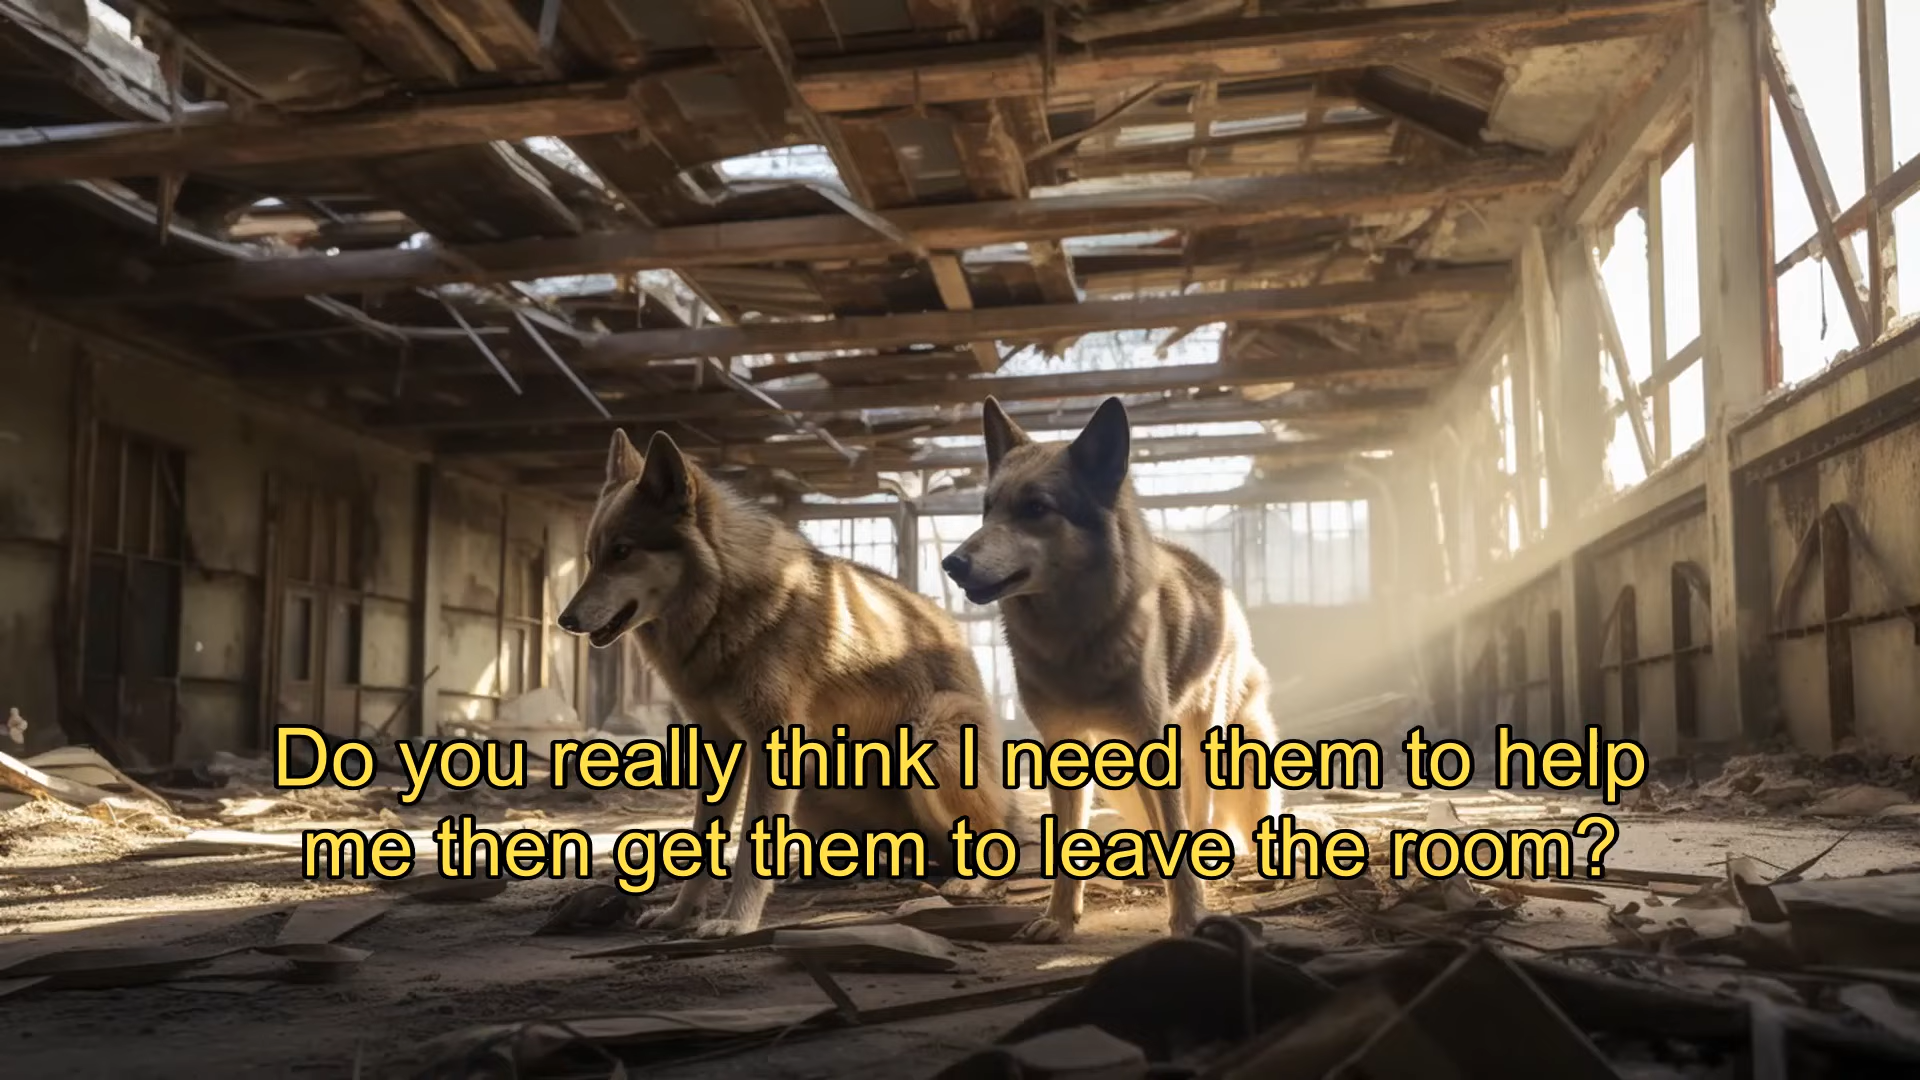 Do you really think I need them to help
me then get them to leave the room?